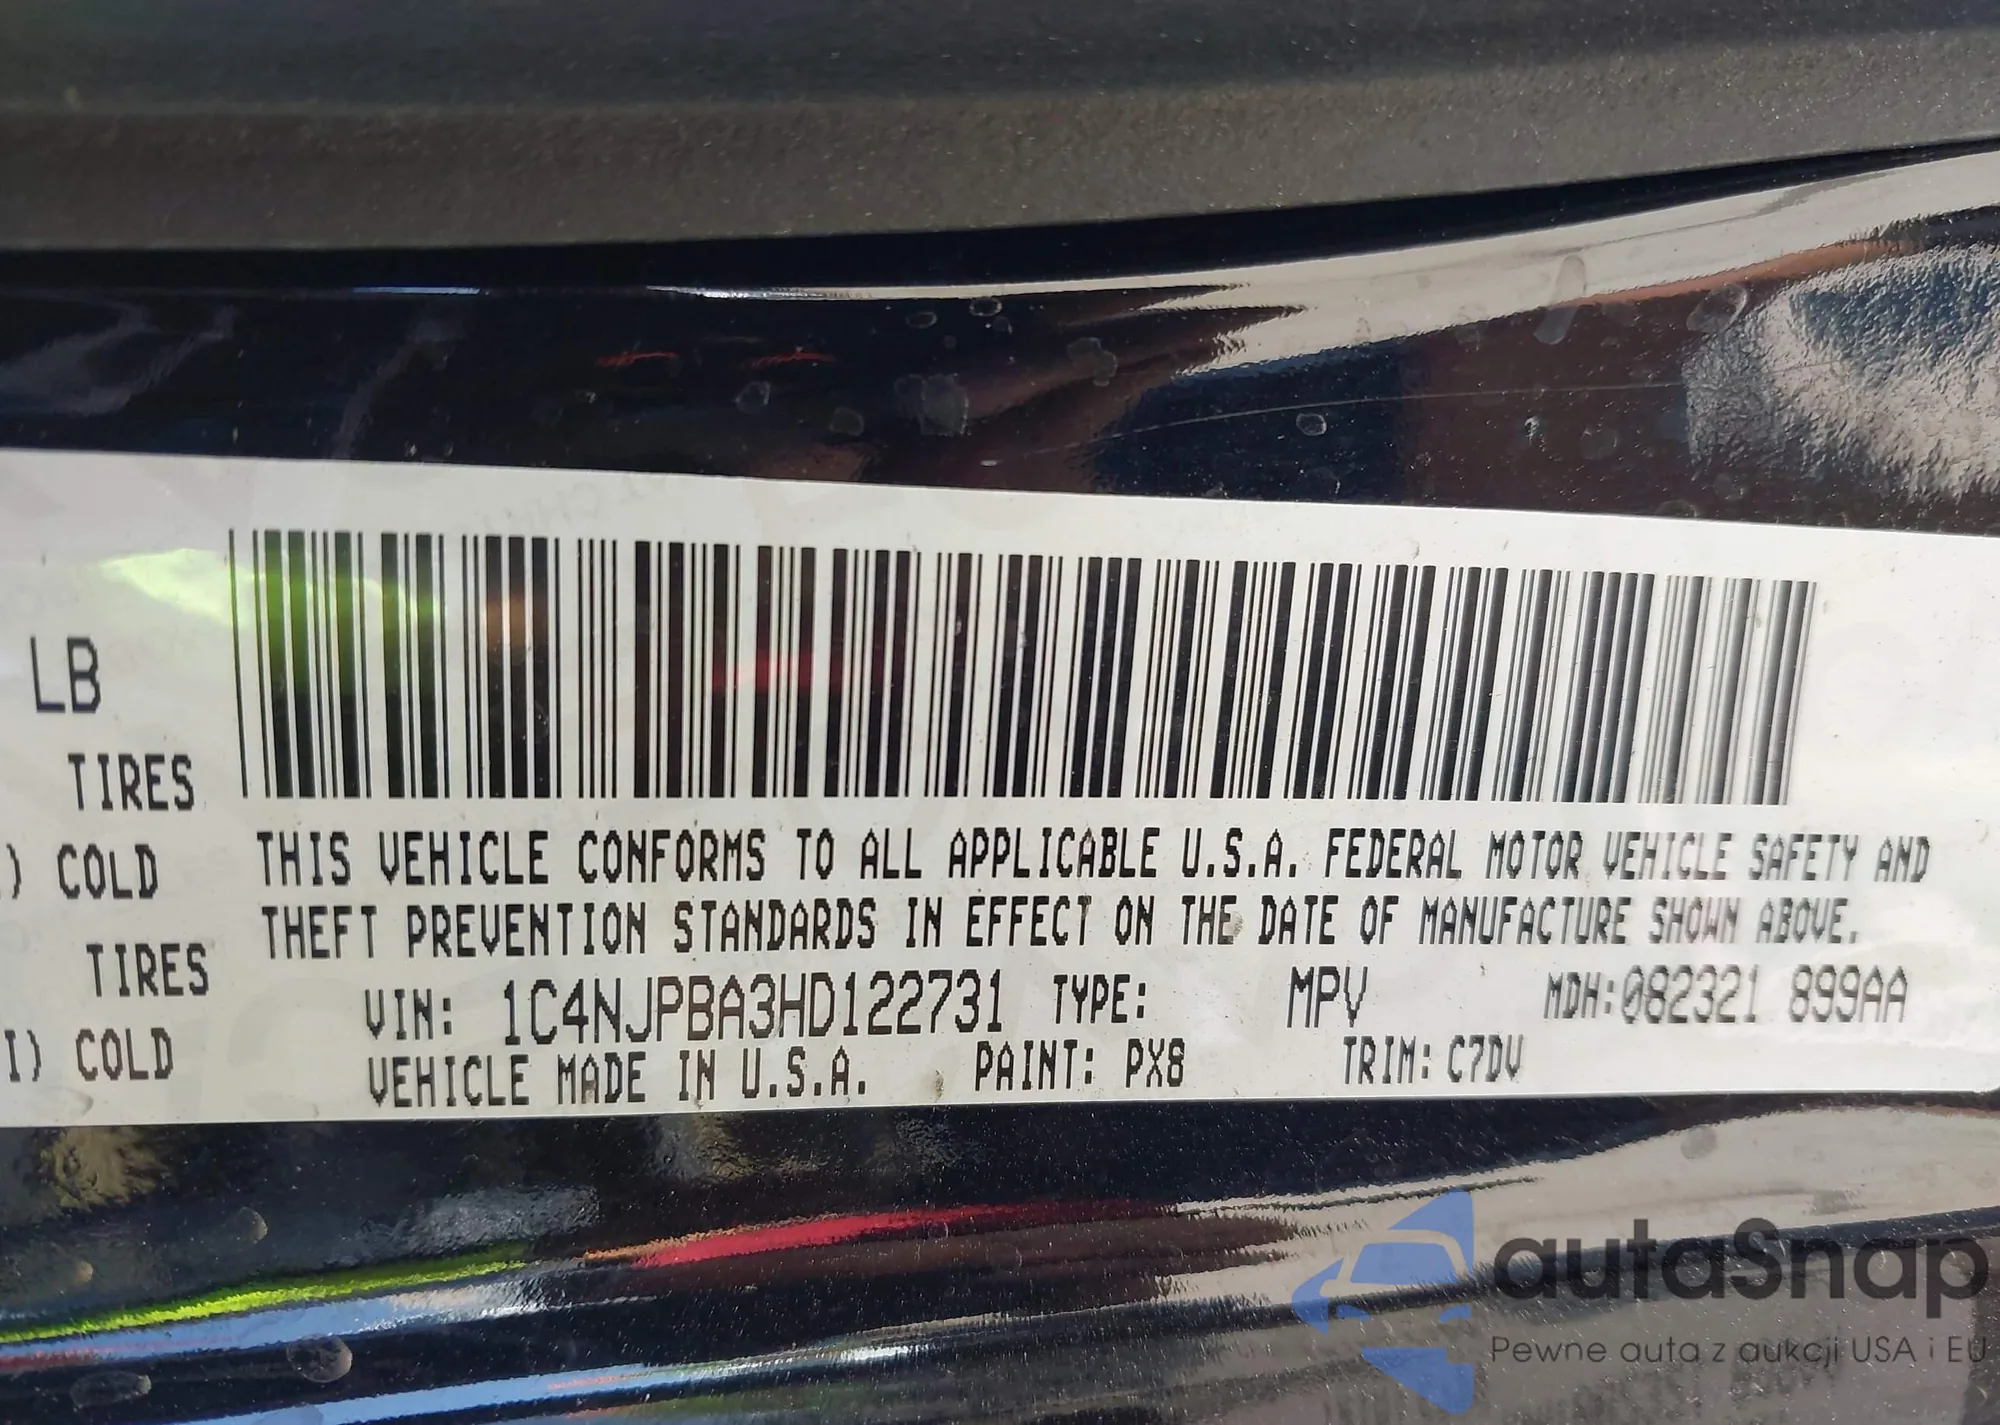 LB
TIRES
) COLD
TIRES
I) COLD
THIS VEHICLE CONFORMS TO ALL APPLICABLE U.S.A. FEDERAL MOTOR VEHICLE SAFETY AND
THEFT PREVENTION STANDARDS IN EFFECT ON THE DATE OF MANUFACTURE SHOWN ABOVE.
VIN: 1C4NJPBA3HD122731 TYPE: MPV MDH:082321 899AA
VEHICLE MADE IN U.S.A. PAINT: PX8 TRIM: C7DV
autaSnap
Pewne auta z aukcji USA i EU